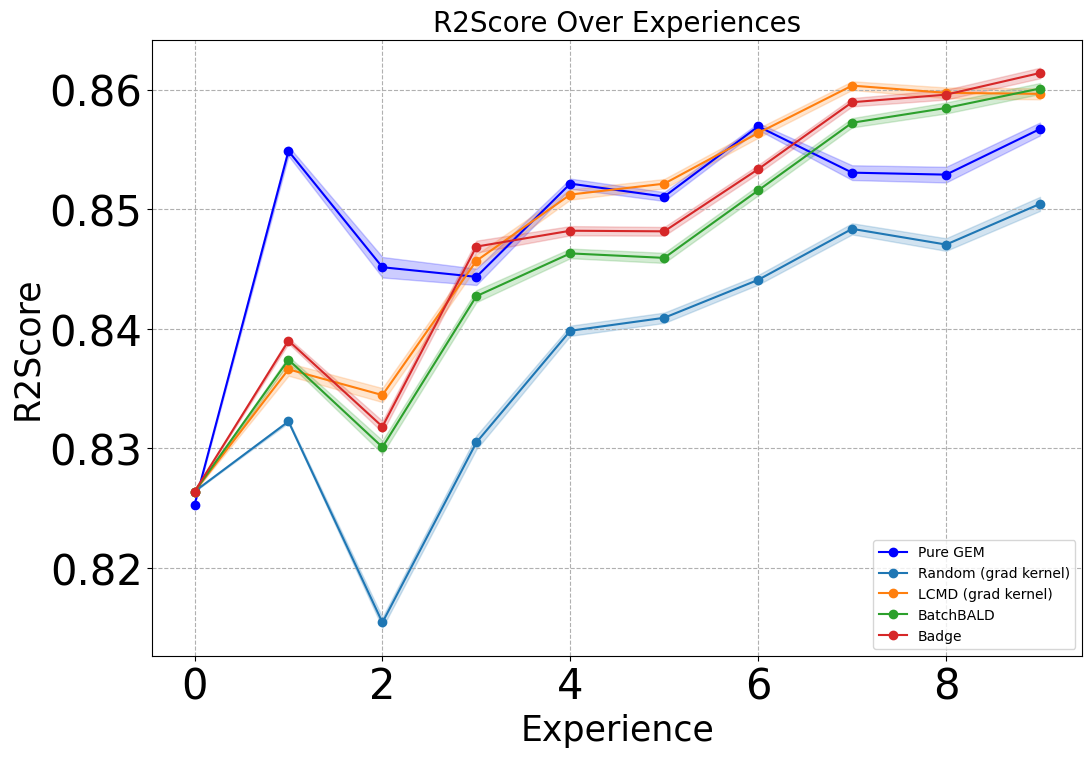 R2Score Over Experiences
0.86
0.85
0.84
0.83
0.82
R2Score
0 2 4 6 8
Experience
Pure GEM
Random (grad kernel)
LCMD (grad kernel)
BatchBALD
Badge